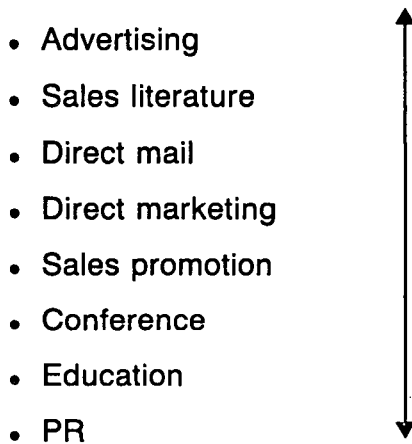 • Advertising
• Sales literature
• Direct mail
• Direct marketing
• Sales promotion
• Conference
• Education
• PR